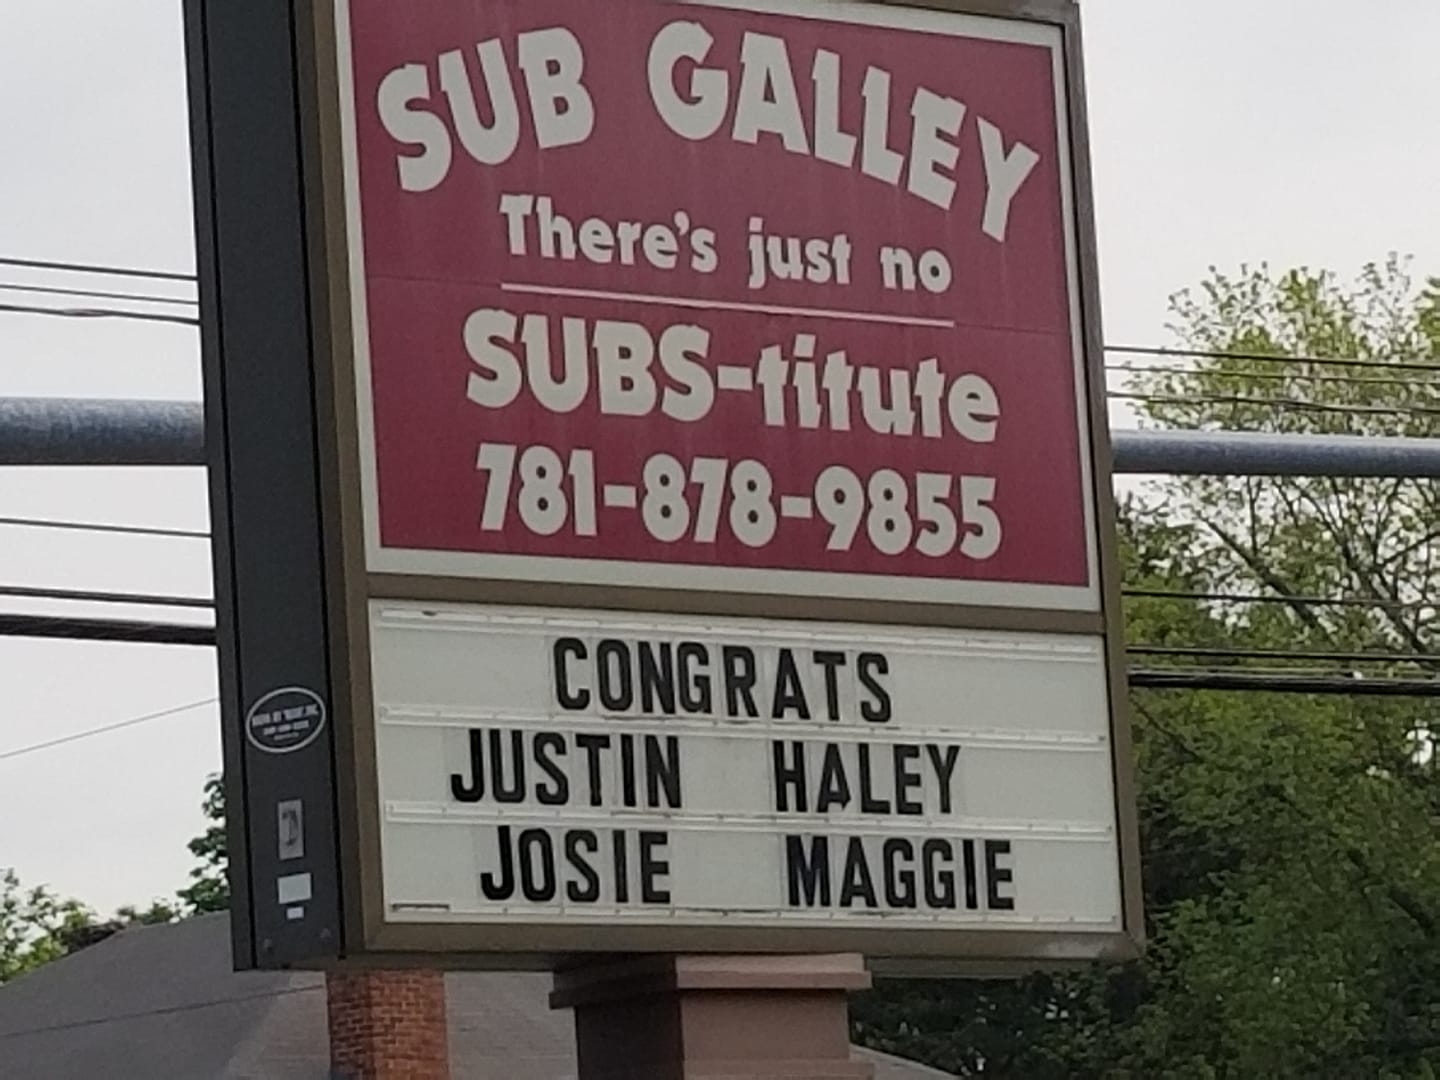 SUB GALLEY
There's just no
SUBS-titute
781-878-9855
CONGRATS
JUSTIN HALEY
JOSIE MAGGIE